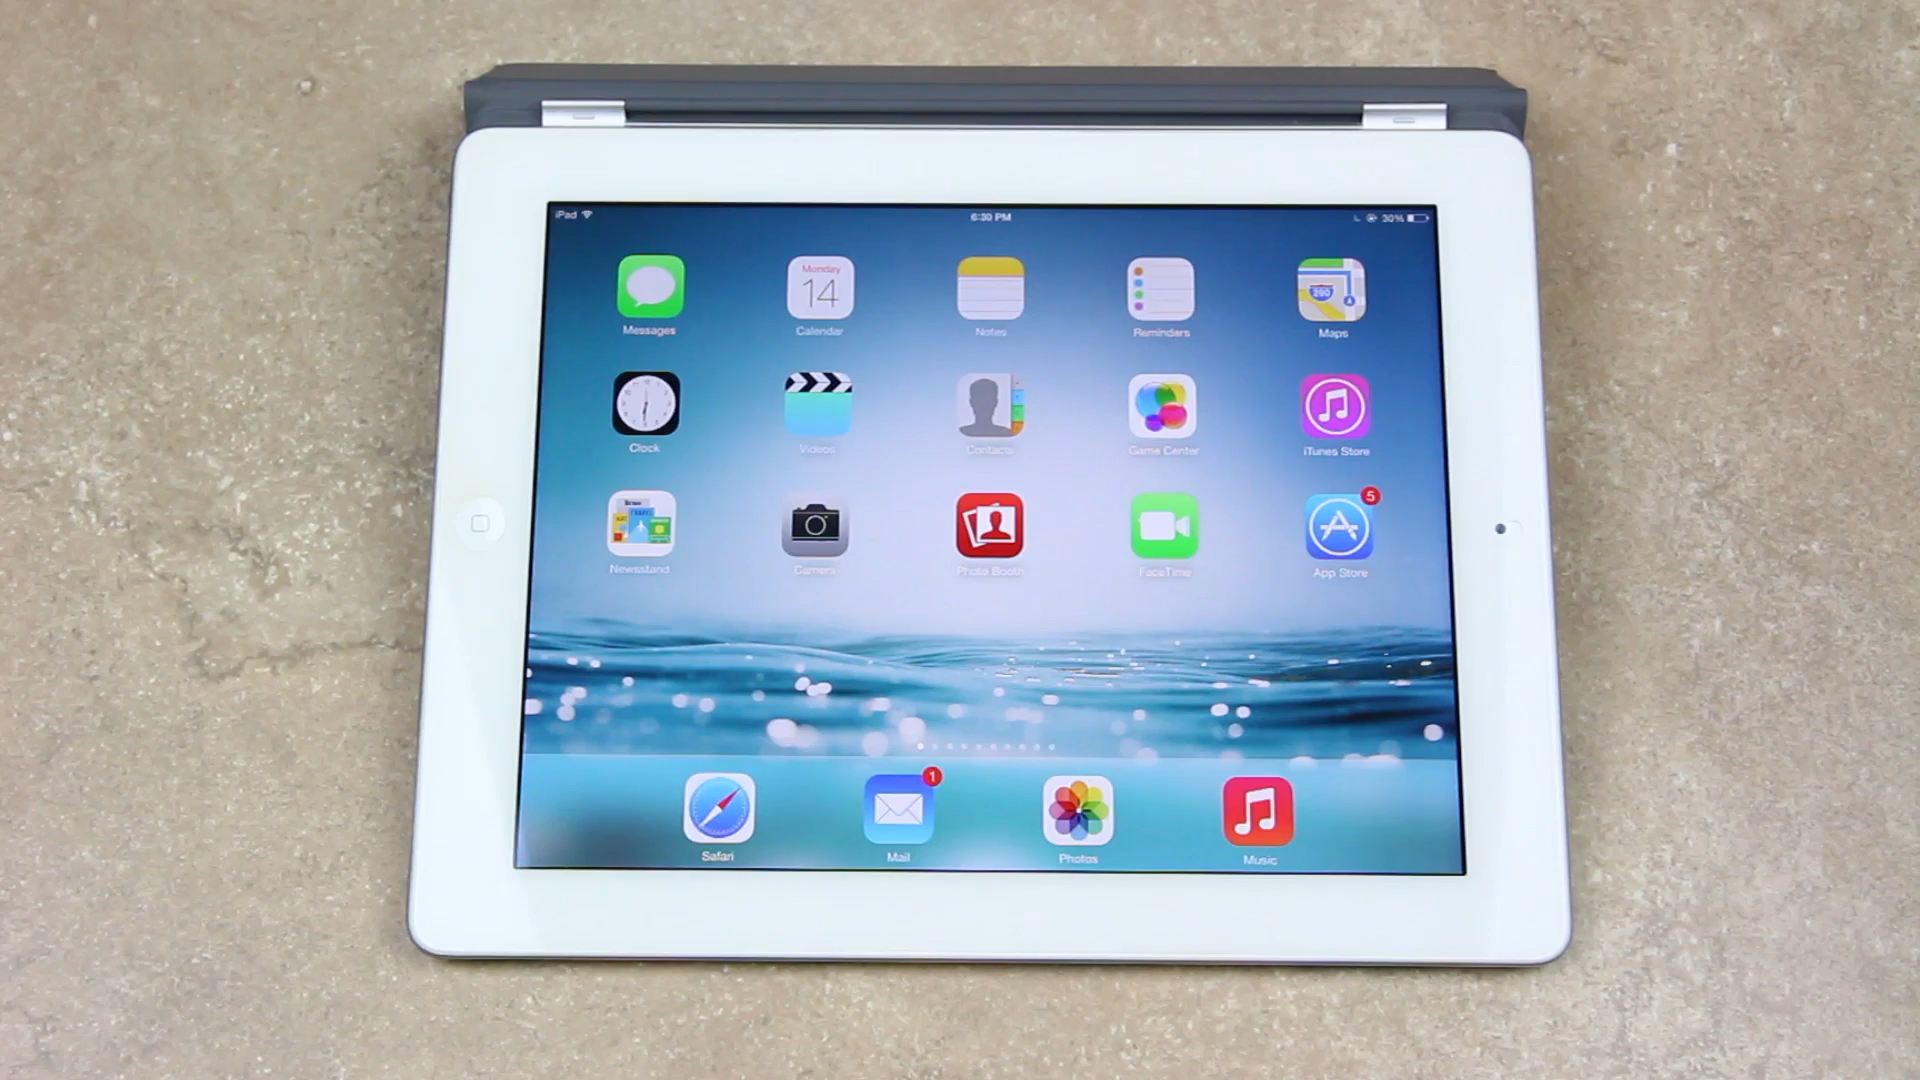 iPad 6:30 PM 30%
Monday
14
290
Messages Calendar Notes Reminders Maps
Clock Videos Contacts Game Center iTunes Store
5
Newsstand Camera Photo Booth FaceTime App Store
1
Safari Mail Photos Music